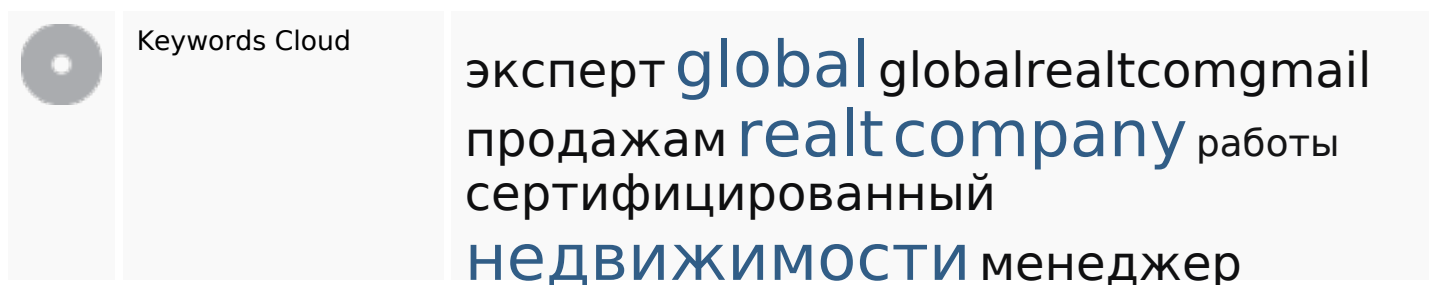 Keywords Cloud
эксперт global globalrealtcomgmail
продажам realt company работы
сертифицированный
недвижимости менеджер